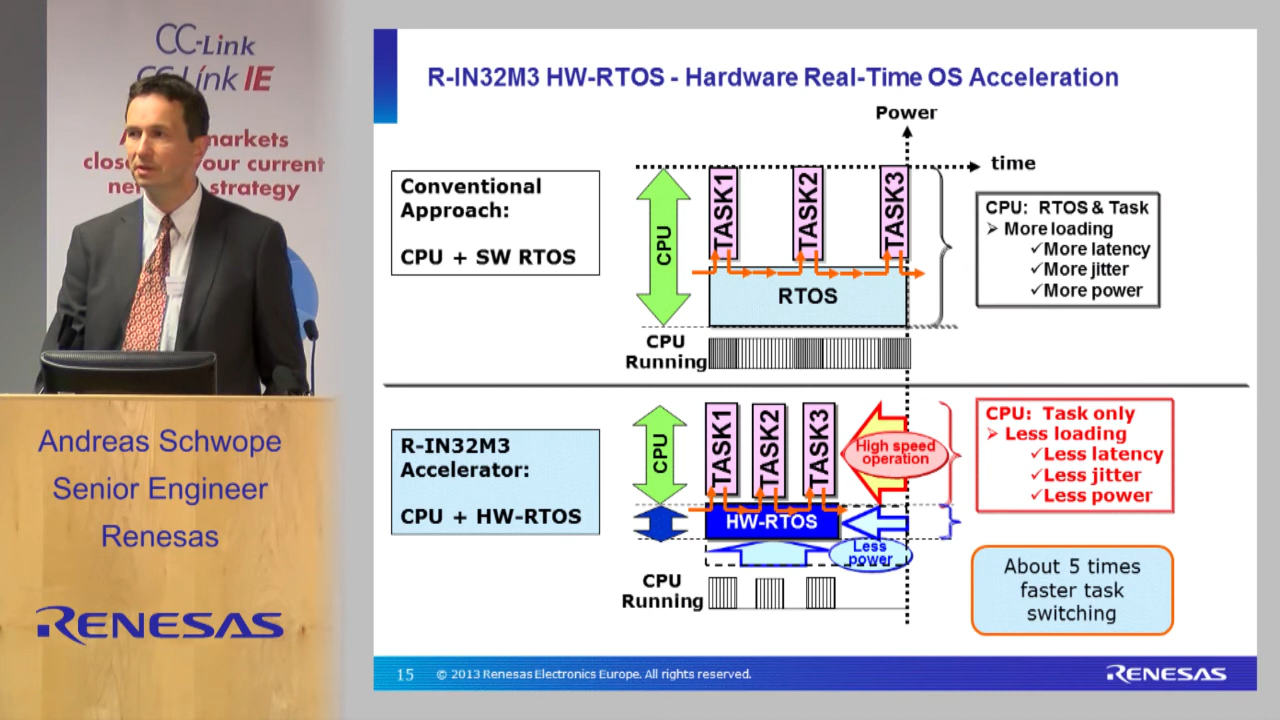 CC-Link
CC-Link IE
markets
close your current
strategy
Andreas Schwope
Senior Engineer
Renesas
RENESAS
R-IN32M3 HW-RTOS - Hardware Real-Time OS Acceleration
Power
time
Conventional
Approach:
CPU + SW RTOS
CPU
TASK1
TASK2
TASK3
RTOS
CPU
Running
CPU: RTOS & Task
➢ More loading
✓More latency
✓More jitter
✓More power
R-IN32M3
Accelerator:
CPU + HW-RTOS
CPU
TASK1
TASK2
TASK3
High speed
operation
HW-RTOS
Less
power
CPU
Running
CPU: Task only
➢ Less loading
✓Less latency
✓Less jitter
✓Less power
About 5 times
faster task
switching
15 © 2013 Renesas Electronics Europe. All rights reserved.
RENESAS